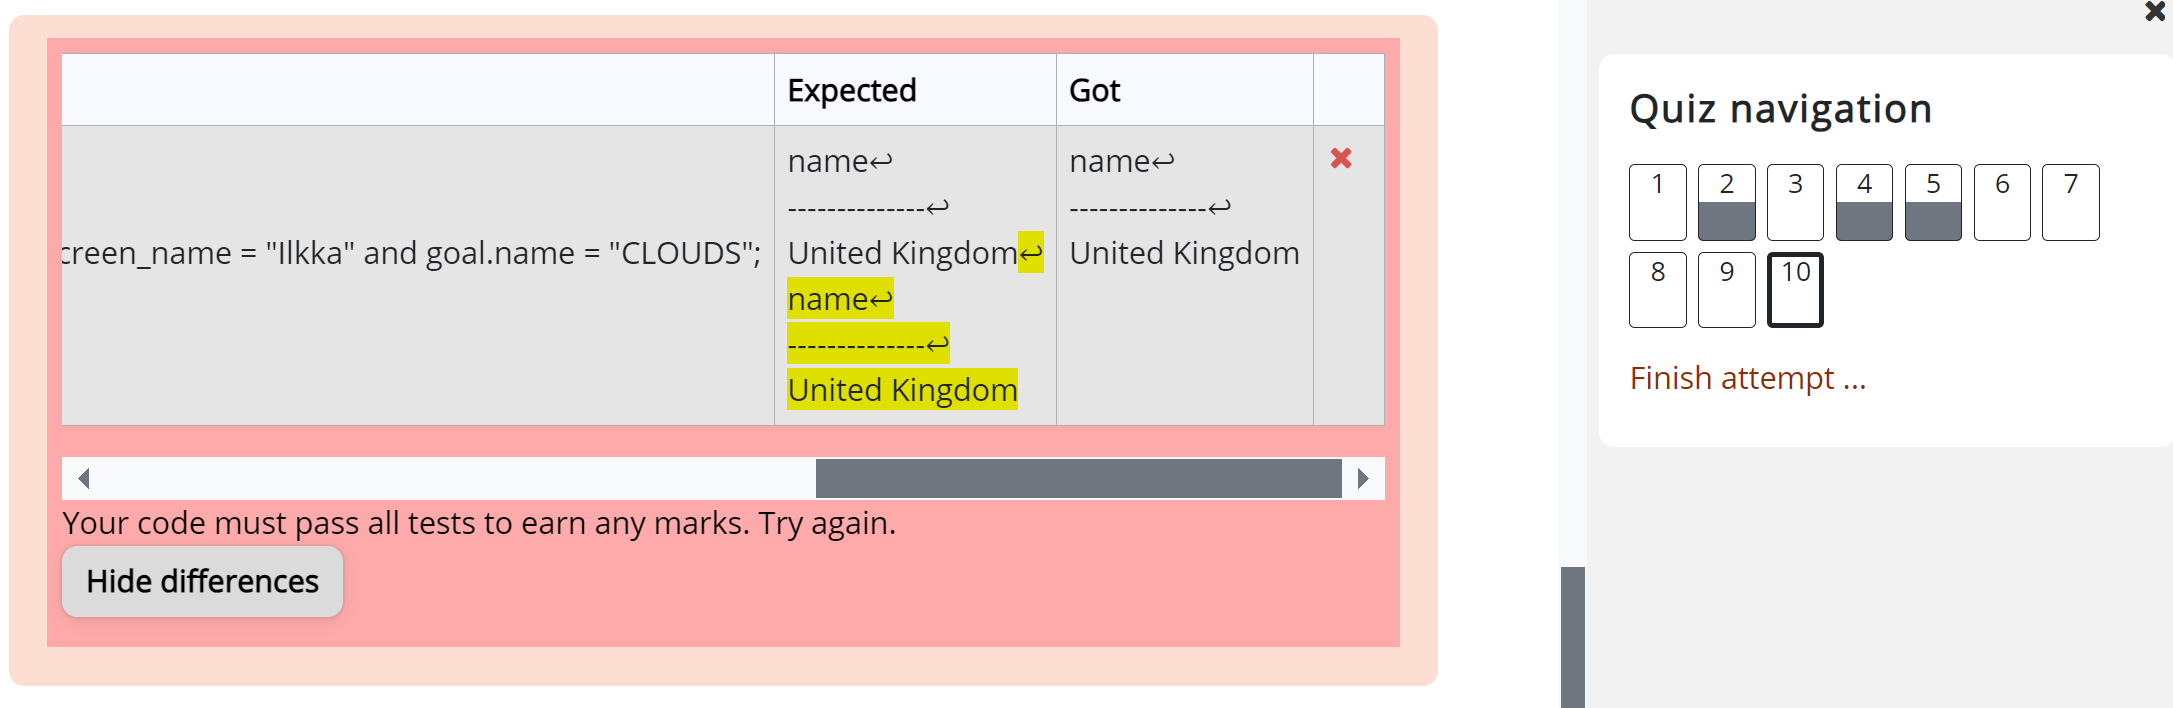 Expected
Got
creen_name = "Ilkka" and goal.name = "CLOUDS";
name↩
--------------↩
United Kingdom↩
name↩
--------------↩
United Kingdom
name↩
--------------↩
United Kingdom
Your code must pass all tests to earn any marks. Try again.
Hide differences
Quiz navigation
1 2 3 4 5 6 7
8 9 10
Finish attempt ...